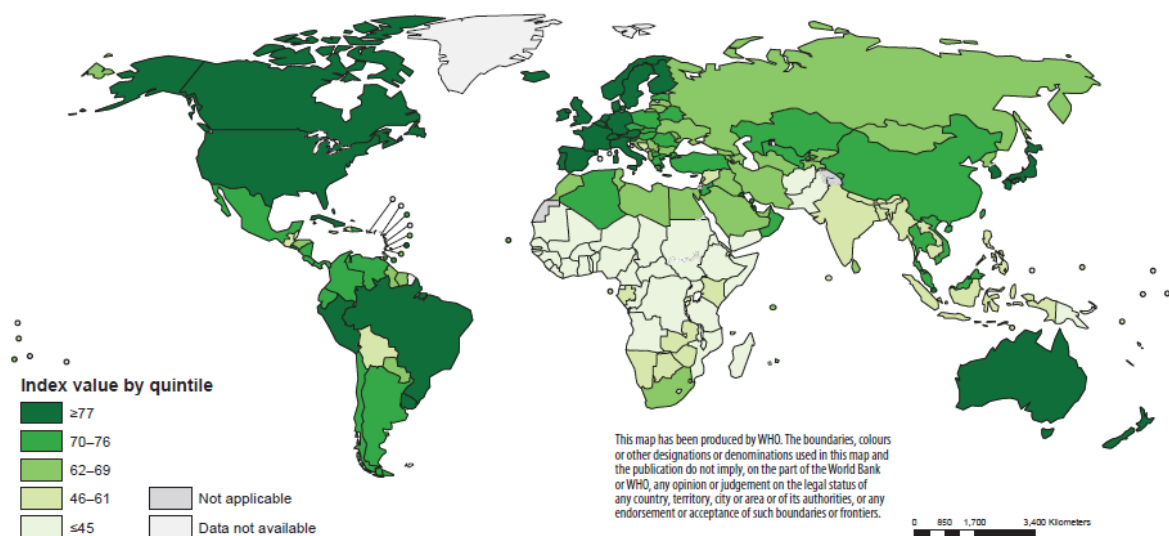 Index value by quintile
≥77
70–76
62–69
46–61
≤45
Not applicable
Data not available
This map has been produced by WHO. The boundaries, colours
or other designations or denominations used in this map and
the publication do not imply, on the part of the World Bank
or WHO, any opinion or judgement on the legal status of
any country, territory, city or area or of its authorities, or any
endorsement or acceptance of such boundaries or frontiers.
0 850 1,700 3,400 Kilometers